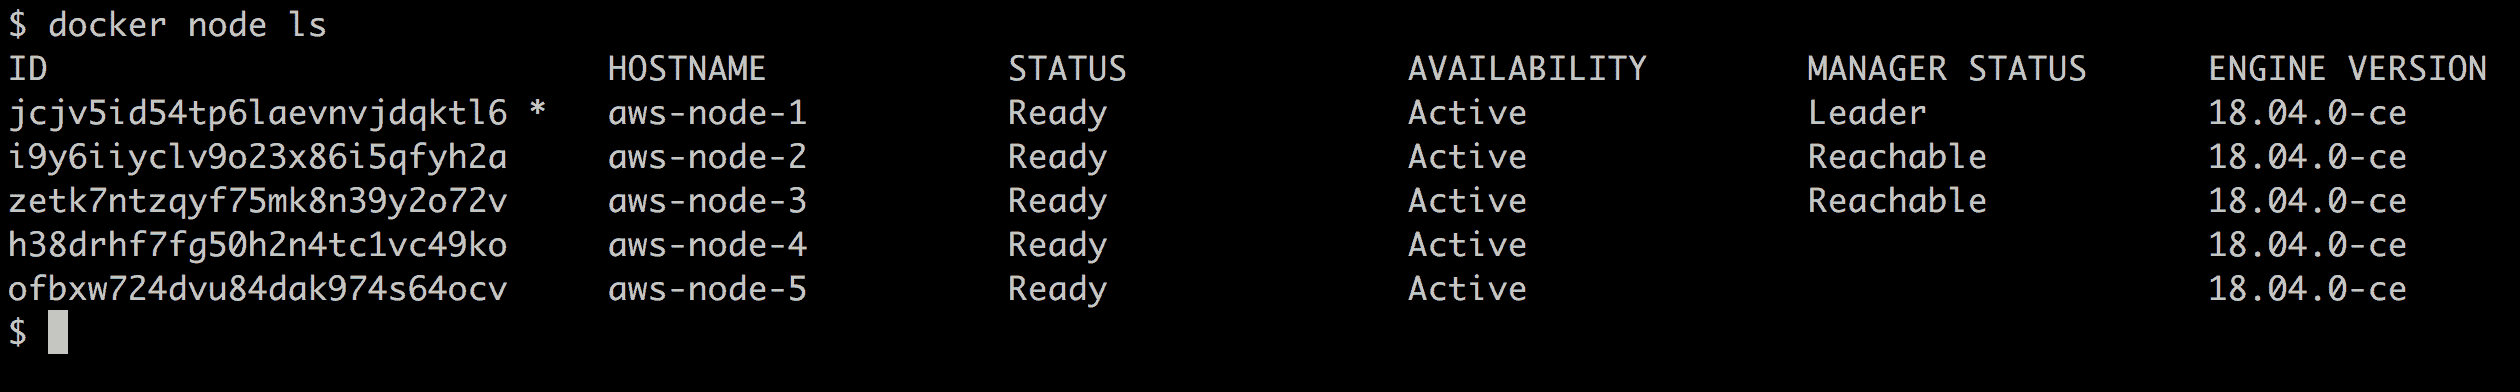 $ docker node ls
ID HOSTNAME STATUS AVAILABILITY MANAGER STATUS ENGINE VERSION
jcjv5id54tp6laevnvjdqktl6 * aws-node-1 Ready Active Leader 18.04.0-ce
i9y6iiyclv9o23x86i5qfyh2a aws-node-2 Ready Active Reachable 18.04.0-ce
zetk7ntzqyf75mk8n39y2o72v aws-node-3 Ready Active Reachable 18.04.0-ce
h38drhf7fg50h2n4tc1vc49ko aws-node-4 Ready Active 18.04.0-ce
ofbxw724dvu84dak974s64ocv aws-node-5 Ready Active 18.04.0-ce
$